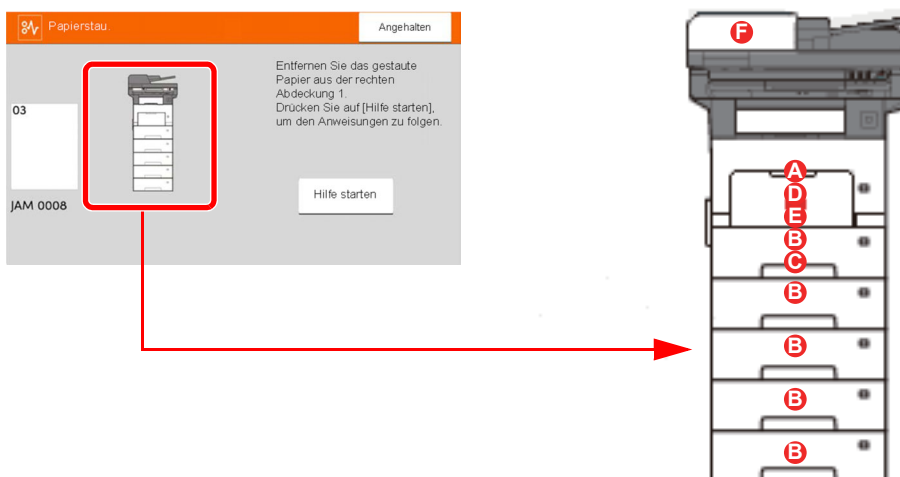 Papierstau.
Angehalten
Entfernen Sie das gestaute
Papier aus der rechten
Abdeckung 1.
Drücken Sie auf [Hilfe starten],
um den Anweisungen zu folgen.
03
JAM 0008
Hilfe starten
F
A
D
E
B
C
B
B
B
B